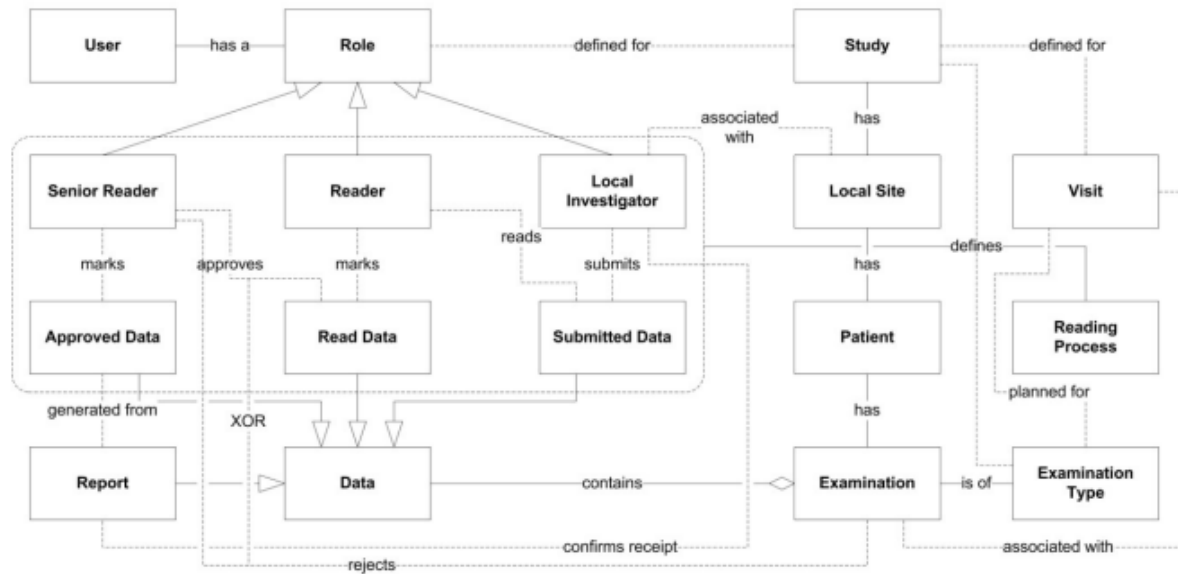 User
has a
Role
defined for
Study
defined for
associated
with
has
Senior Reader
Reader
Local
Investigator
Local Site
Visit
reads
defines
marks
approves
marks
submits
has
Approved Data
Read Data
Submitted Data
Patient
Reading
Process
generated from
XOR
has
planned for
Report
Data
contains
Examination
is of
Examination
Type
confirms receipt
associated with
rejects